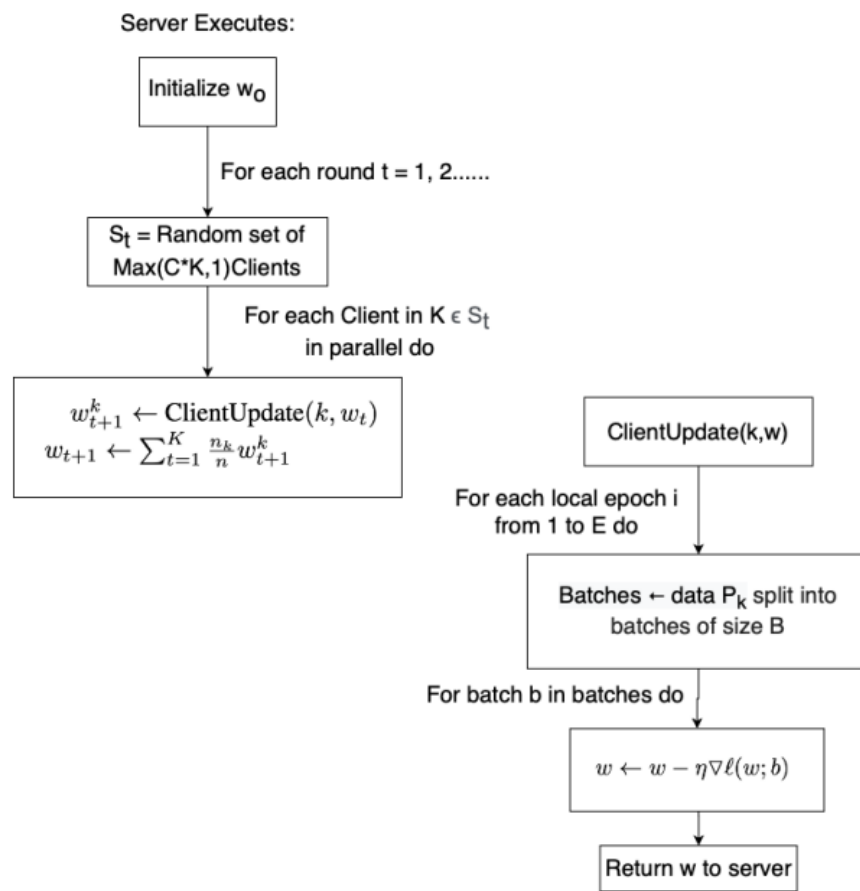 Server Executes:
Initialize w₀
For each round t = 1, 2......
Sₜ = Random set of
Max(C*K,1)Clients
For each Client in K ϵ Sₜ
in parallel do
w_{t+1}^k ← ClientUpdate(k, w_t)
w_{t+1} ← ∑_{t=1}^K \frac{n_k}{n} w_{t+1}^k
ClientUpdate(k,w)
For each local epoch i
from 1 to E do
Batches ← data Pₖ split into
batches of size B
For batch b in batches do
w ← w − η∇ℓ(w; b)
Return w to server